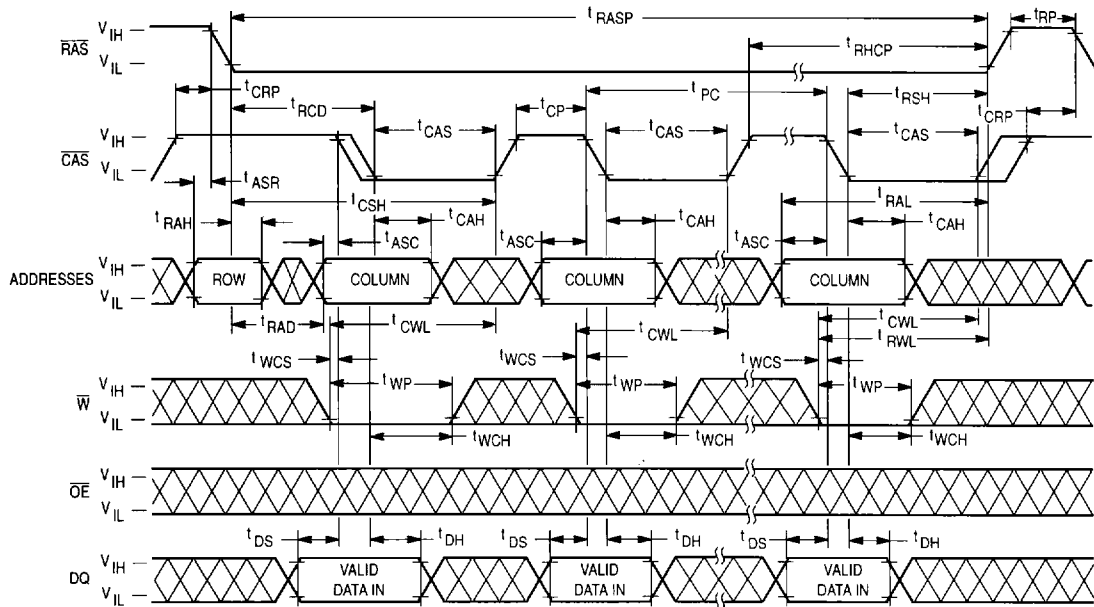 t RASP
t RP
RAS
V IH
V IL
t RHCP
t CRP
t RCD
t CP
t PC
t RSH
t CRP
CAS
V IH
V IL
t CAS
t CAS
t CAS
t ASR
t CSH
t RAL
t RAH
t CAH
t CAH
t CAH
t ASC
t ASC
t ASC
ADDRESSES
V IH
V IL
ROW
COLUMN
COLUMN
COLUMN
t RAD
t CWL
t CWL
t CWL
t RWL
t WCS
t WCS
t WCS
t WP
t WP
t WP
W
V IH
V IL
t WCH
t WCH
t WCH
OE
V IH
V IL
t DS
t DH
t DS
t DH
t DS
t DH
DQ
V IH
V IL
VALID
DATA IN
VALID
DATA IN
VALID
DATA IN